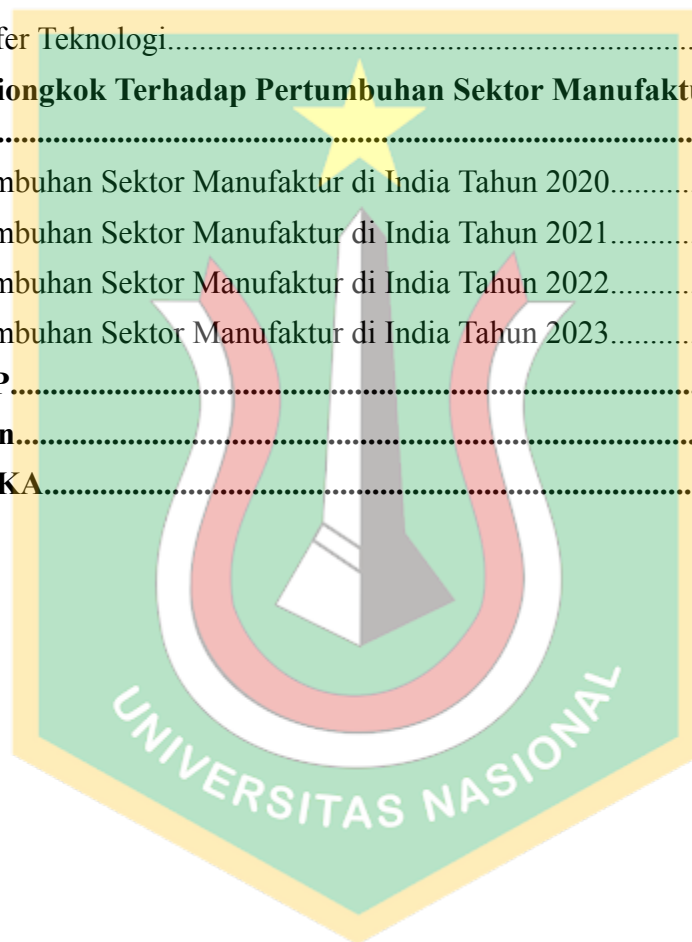 fer Teknologi......................................................................
iongkok Terhadap Pertumbuhan Sektor Manufaktu
......................................................................
mbuhan Sektor Manufaktur di India Tahun 2020..........
mbuhan Sektor Manufaktur di India Tahun 2021..........
mbuhan Sektor Manufaktur di India Tahun 2022..........
mbuhan Sektor Manufaktur di India Tahun 2023..........
P......................................................................
n......................................................................
KA......................................................................
UNIVERSITAS NASIONAL